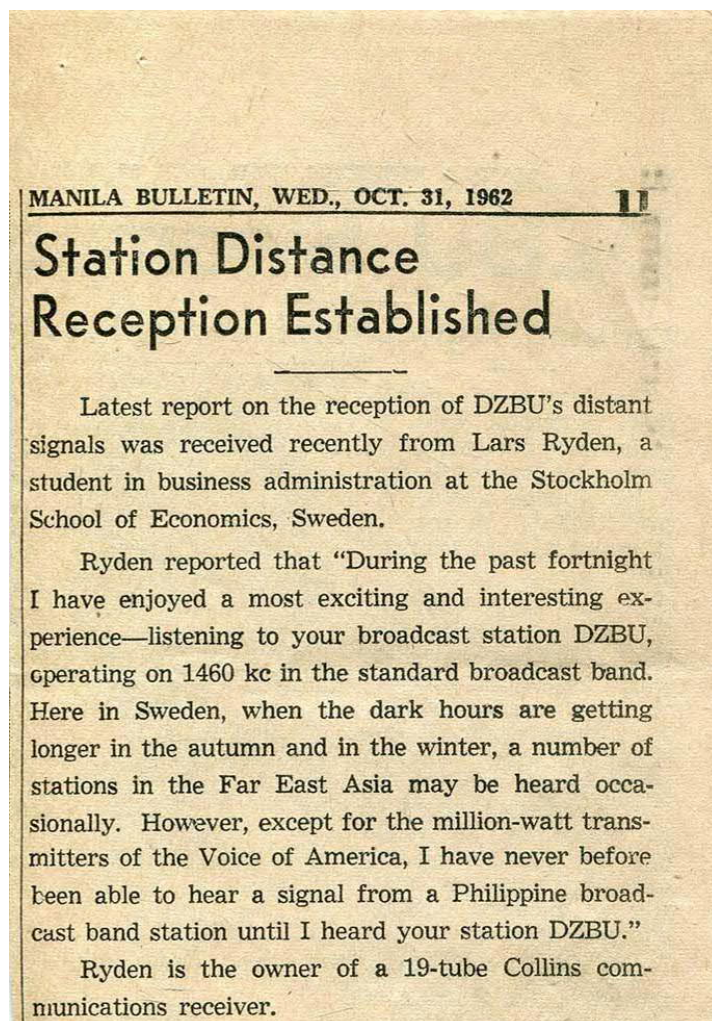 MANILA BULLETIN, WED., OCT. 31, 1962 11
Station Distance
Reception Established
Latest report on the reception of DZBU's distant
signals was received recently from Lars Ryden, a
student in business administration at the Stockholm
School of Economics, Sweden.
Ryden reported that “During the past fortnight
I have enjoyed a most exciting and interesting ex-
perience—listening to your broadcast station DZBU,
operating on 1460 kc in the standard broadcast band.
Here in Sweden, when the dark hours are getting
longer in the autumn and in the winter, a number of
stations in the Far East Asia may be heard occa-
sionally. However, except for the million-watt trans-
mitters of the Voice of America, I have never before
been able to hear a signal from a Philippine broad-
cast band station until I heard your station DZBU.”
Ryden is the owner of a 19-tube Collins com-
munications receiver.